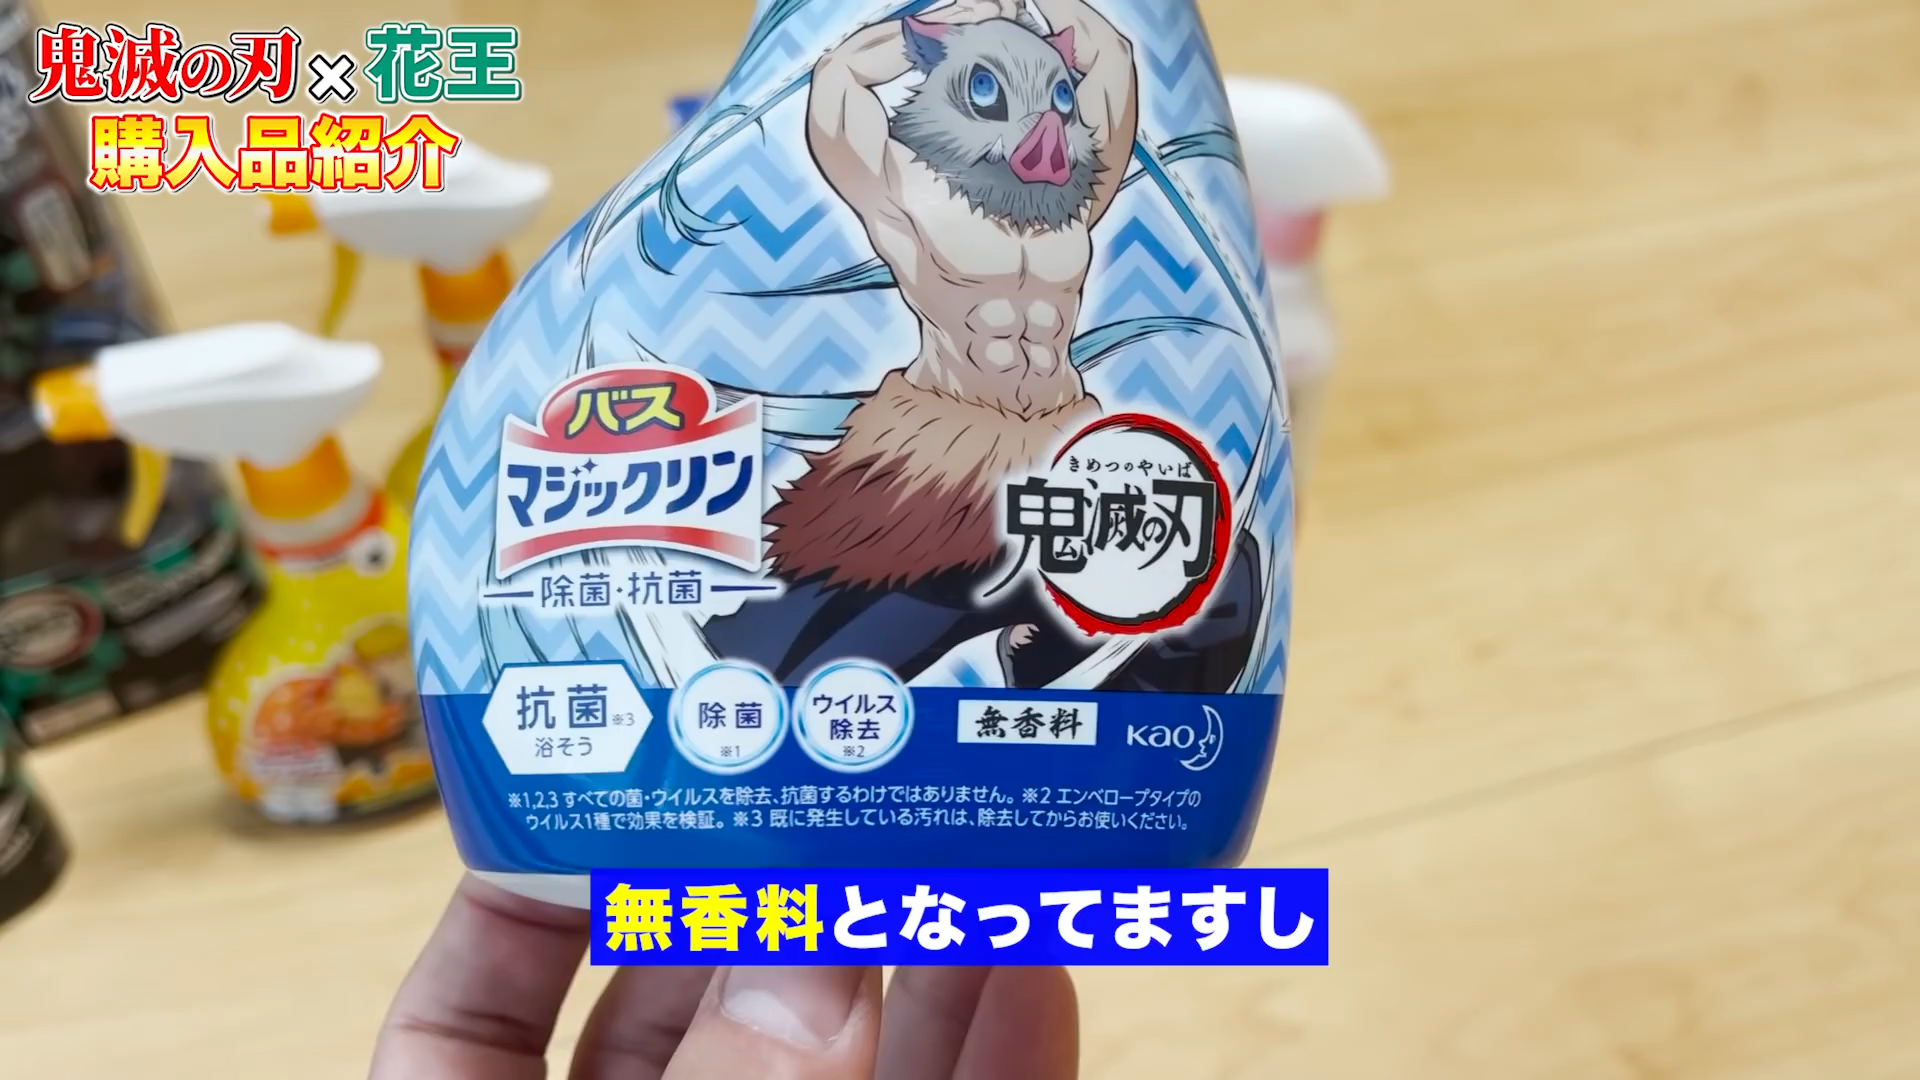 鬼滅の刃×花王
購入品紹介
バス
マジックリン
除菌・抗菌
きめつのやいば
鬼滅の刃
抗菌※3
浴そう
除菌
※1
ウイルス
除去
※2
無香料
Kao
※1,2,3 すべての菌・ウイルスを除去、抗菌するわけではありません。※2 エンベロープタイプの
ウイルス1種で効果を検証。※3 既に発生している汚れは、除去してからお使いください。
無香料となってますし